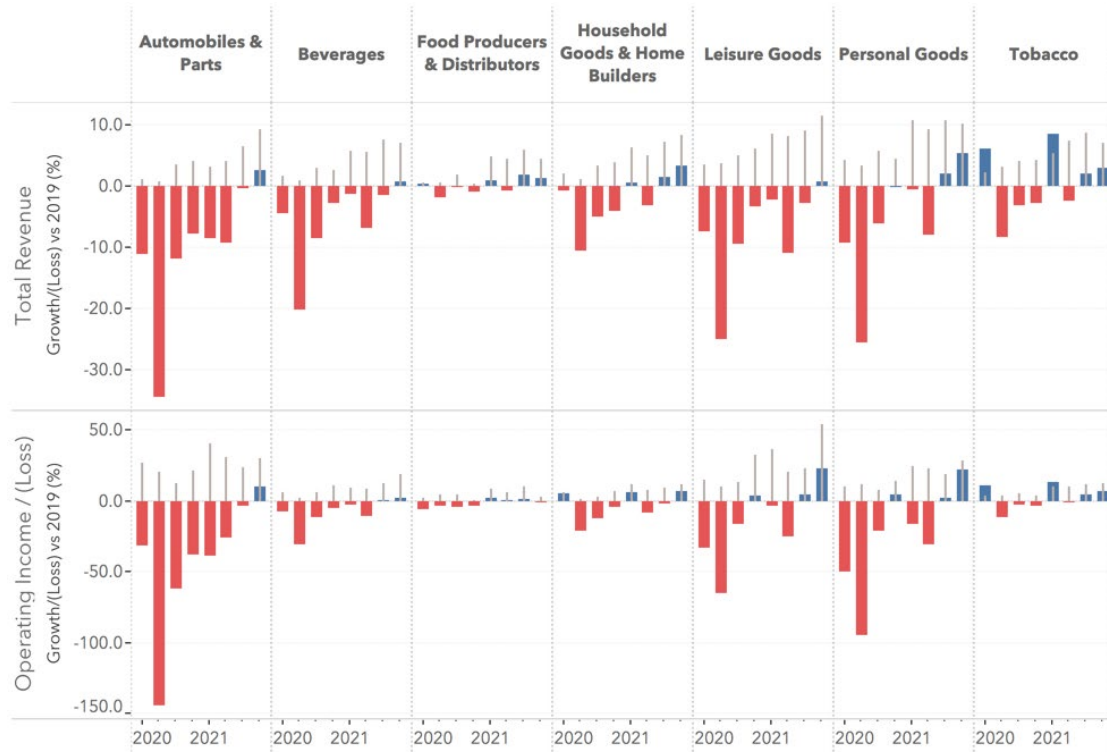 Automobiles &
Parts
Beverages
Food Producers
& Distributors
Household
Goods & Home
Builders
Leisure Goods
Personal Goods
Tobacco
Total Revenue
Growth/(Loss) vs 2019 (%)
10.0
0.0
-10.0
-20.0
-30.0
Operating Income / (Loss)
Growth/(Loss) vs 2019 (%)
50.0
0.0
-50.0
-100.0
-150.0
2020 2021 2020 2021 2020 2021 2020 2021 2020 2021 2020 2021 2020 2021